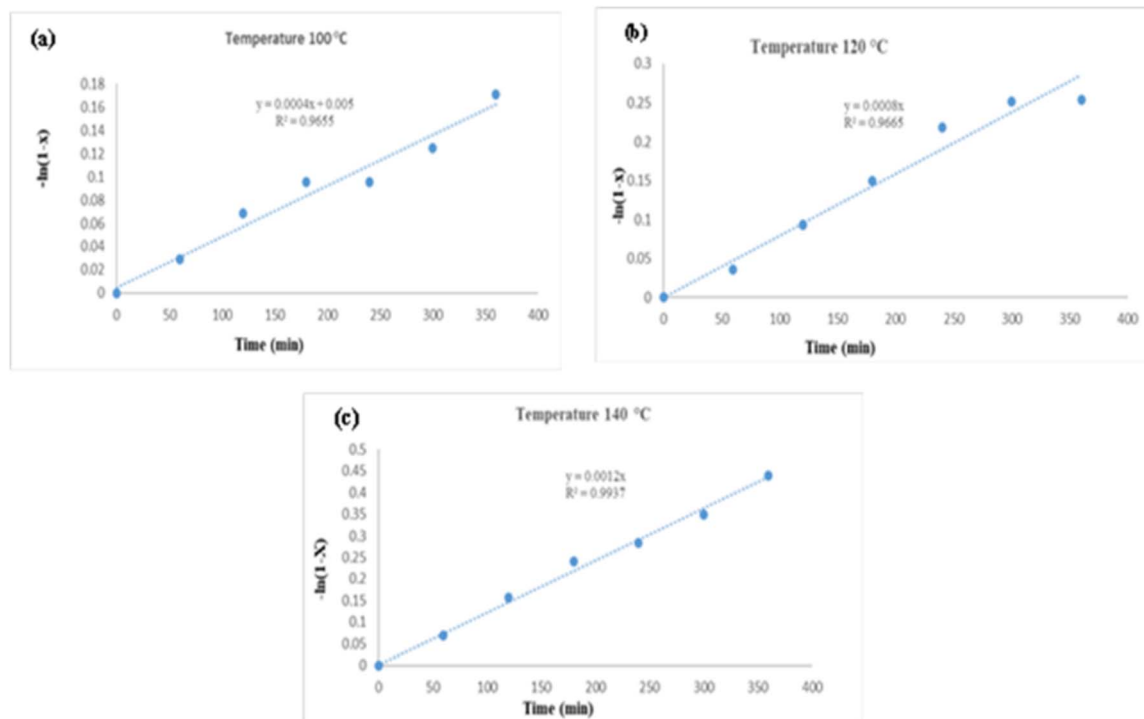 (a)
Temperature 100 °C
0.18
0.16
0.14
0.12
0.1
0.08
0.06
0.04
0.02
0
y = 0.0004x + 0.005
R² = 0.9655
-ln(1-x)
0 50 100 150 200 250 300 350 400
Time (min)
(b)
Temperature 120 °C
0.3
0.25
0.2
0.15
0.1
0.05
0
y = 0.0008x
R² = 0.9665
-ln(1-x)
0 50 100 150 200 250 300 350 400
Time (min)
(c)
Temperature 140 °C
0.5
0.45
0.4
0.35
0.3
0.25
0.2
0.15
0.1
0.05
0
y = 0.0012x
R² = 0.9937
-ln(1-X)
0 50 100 150 200 250 300 350 400
Time (min)